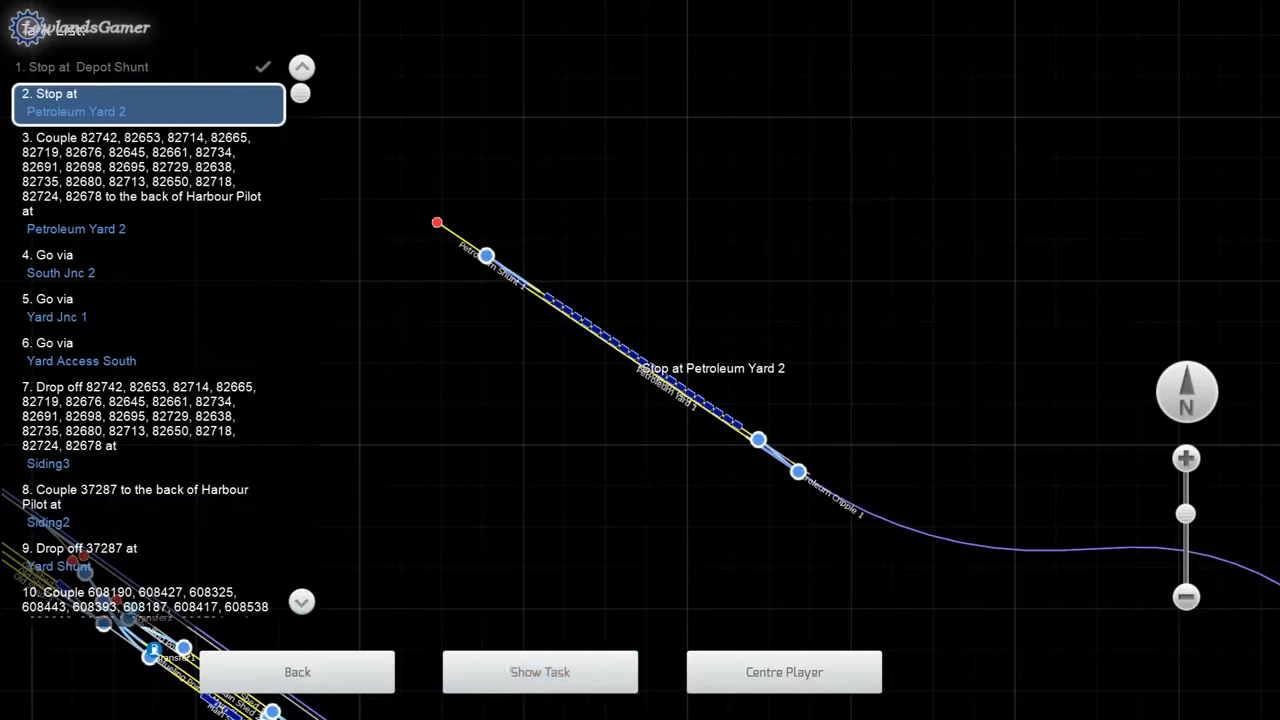 LowlandsGamer
1. Stop at Depot Shunt
2. Stop at
Petroleum Yard 2
3. Couple 82742, 82653, 82714, 82665,
82719, 82676, 82645, 82661, 82734,
82691, 82698, 82695, 82729, 82638,
82735, 82680, 82713, 82650, 82718,
82724, 82678 to the back of Harbour Pilot
at
Petroleum Yard 2
4. Go via
South Jnc 2
5. Go via
Yard Jnc 1
6. Go via
Yard Access South
7. Drop off 82742, 82653, 82714, 82665,
82719, 82676, 82645, 82661, 82734,
82691, 82698, 82695, 82729, 82638,
82735, 82680, 82713, 82650, 82718,
82724, 82678 at
Siding3
8. Couple 37287 to the back of Harbour
Pilot at
Siding2
9. Drop off 37287 at
Yard Shunt
10. Couple 608190, 608427, 608325,
608443, 608393, 608187, 608417, 608538
Petroleum Shunt 1
Stop at Petroleum Yard 2
Petroleum Yard 1
Petroleum Cripple 1
N
Back
Show Task
Centre Player